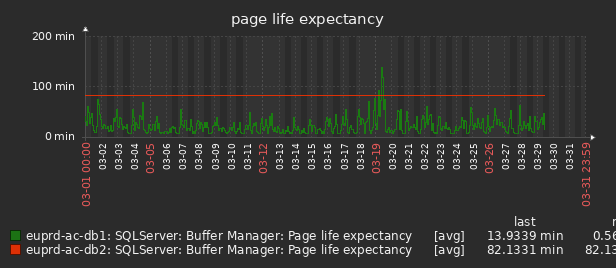 page life expectancy
200 min
100 min
0 min
03-01 00:00 03-02 03-03 03-04 03-05 03-06 03-07 03-08 03-09 03-10 03-11 03-12 03-13 03-14 03-15 03-16 03-17 03-18 03-19 03-20 03-21 03-22 03-23 03-24 03-25 03-26 03-27 03-28 03-29 03-30 03-31 03-31 23:59
last
euprd-ac-db1: SQLServer: Buffer Manager: Page life expectancy [avg] 13.9339 min 0.56
euprd-ac-db2: SQLServer: Buffer Manager: Page life expectancy [avg] 82.1331 min 82.13